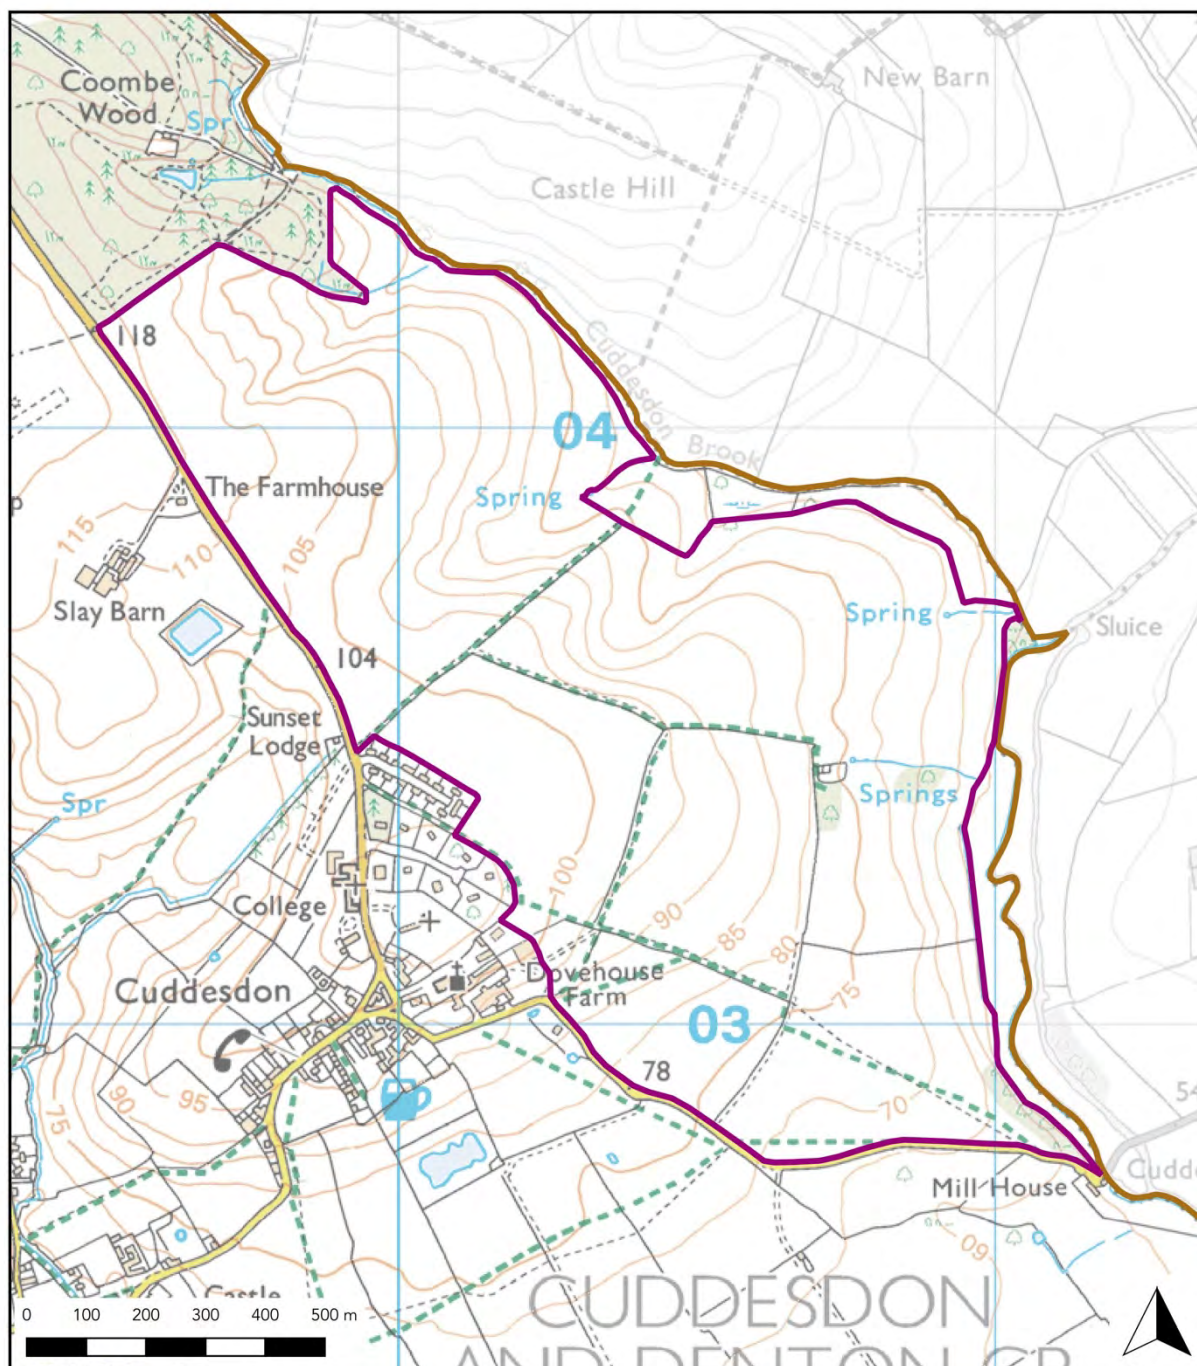 Coombe
Wood
Spr
New Barn
Castle Hill
118
Cuddesdon
Brook
04
The Farmhouse
Spring
115
110
105
Slay Barn
Spring
Sluice
104
Sunset
Lodge
Springs
Spr
100
90
85
80
75
College
Dovehouse
Farm
Cuddesdon
03
78
95
90
75
70
54
Mill House
60
CUDDESDON
0 100 200 300 400 500 m